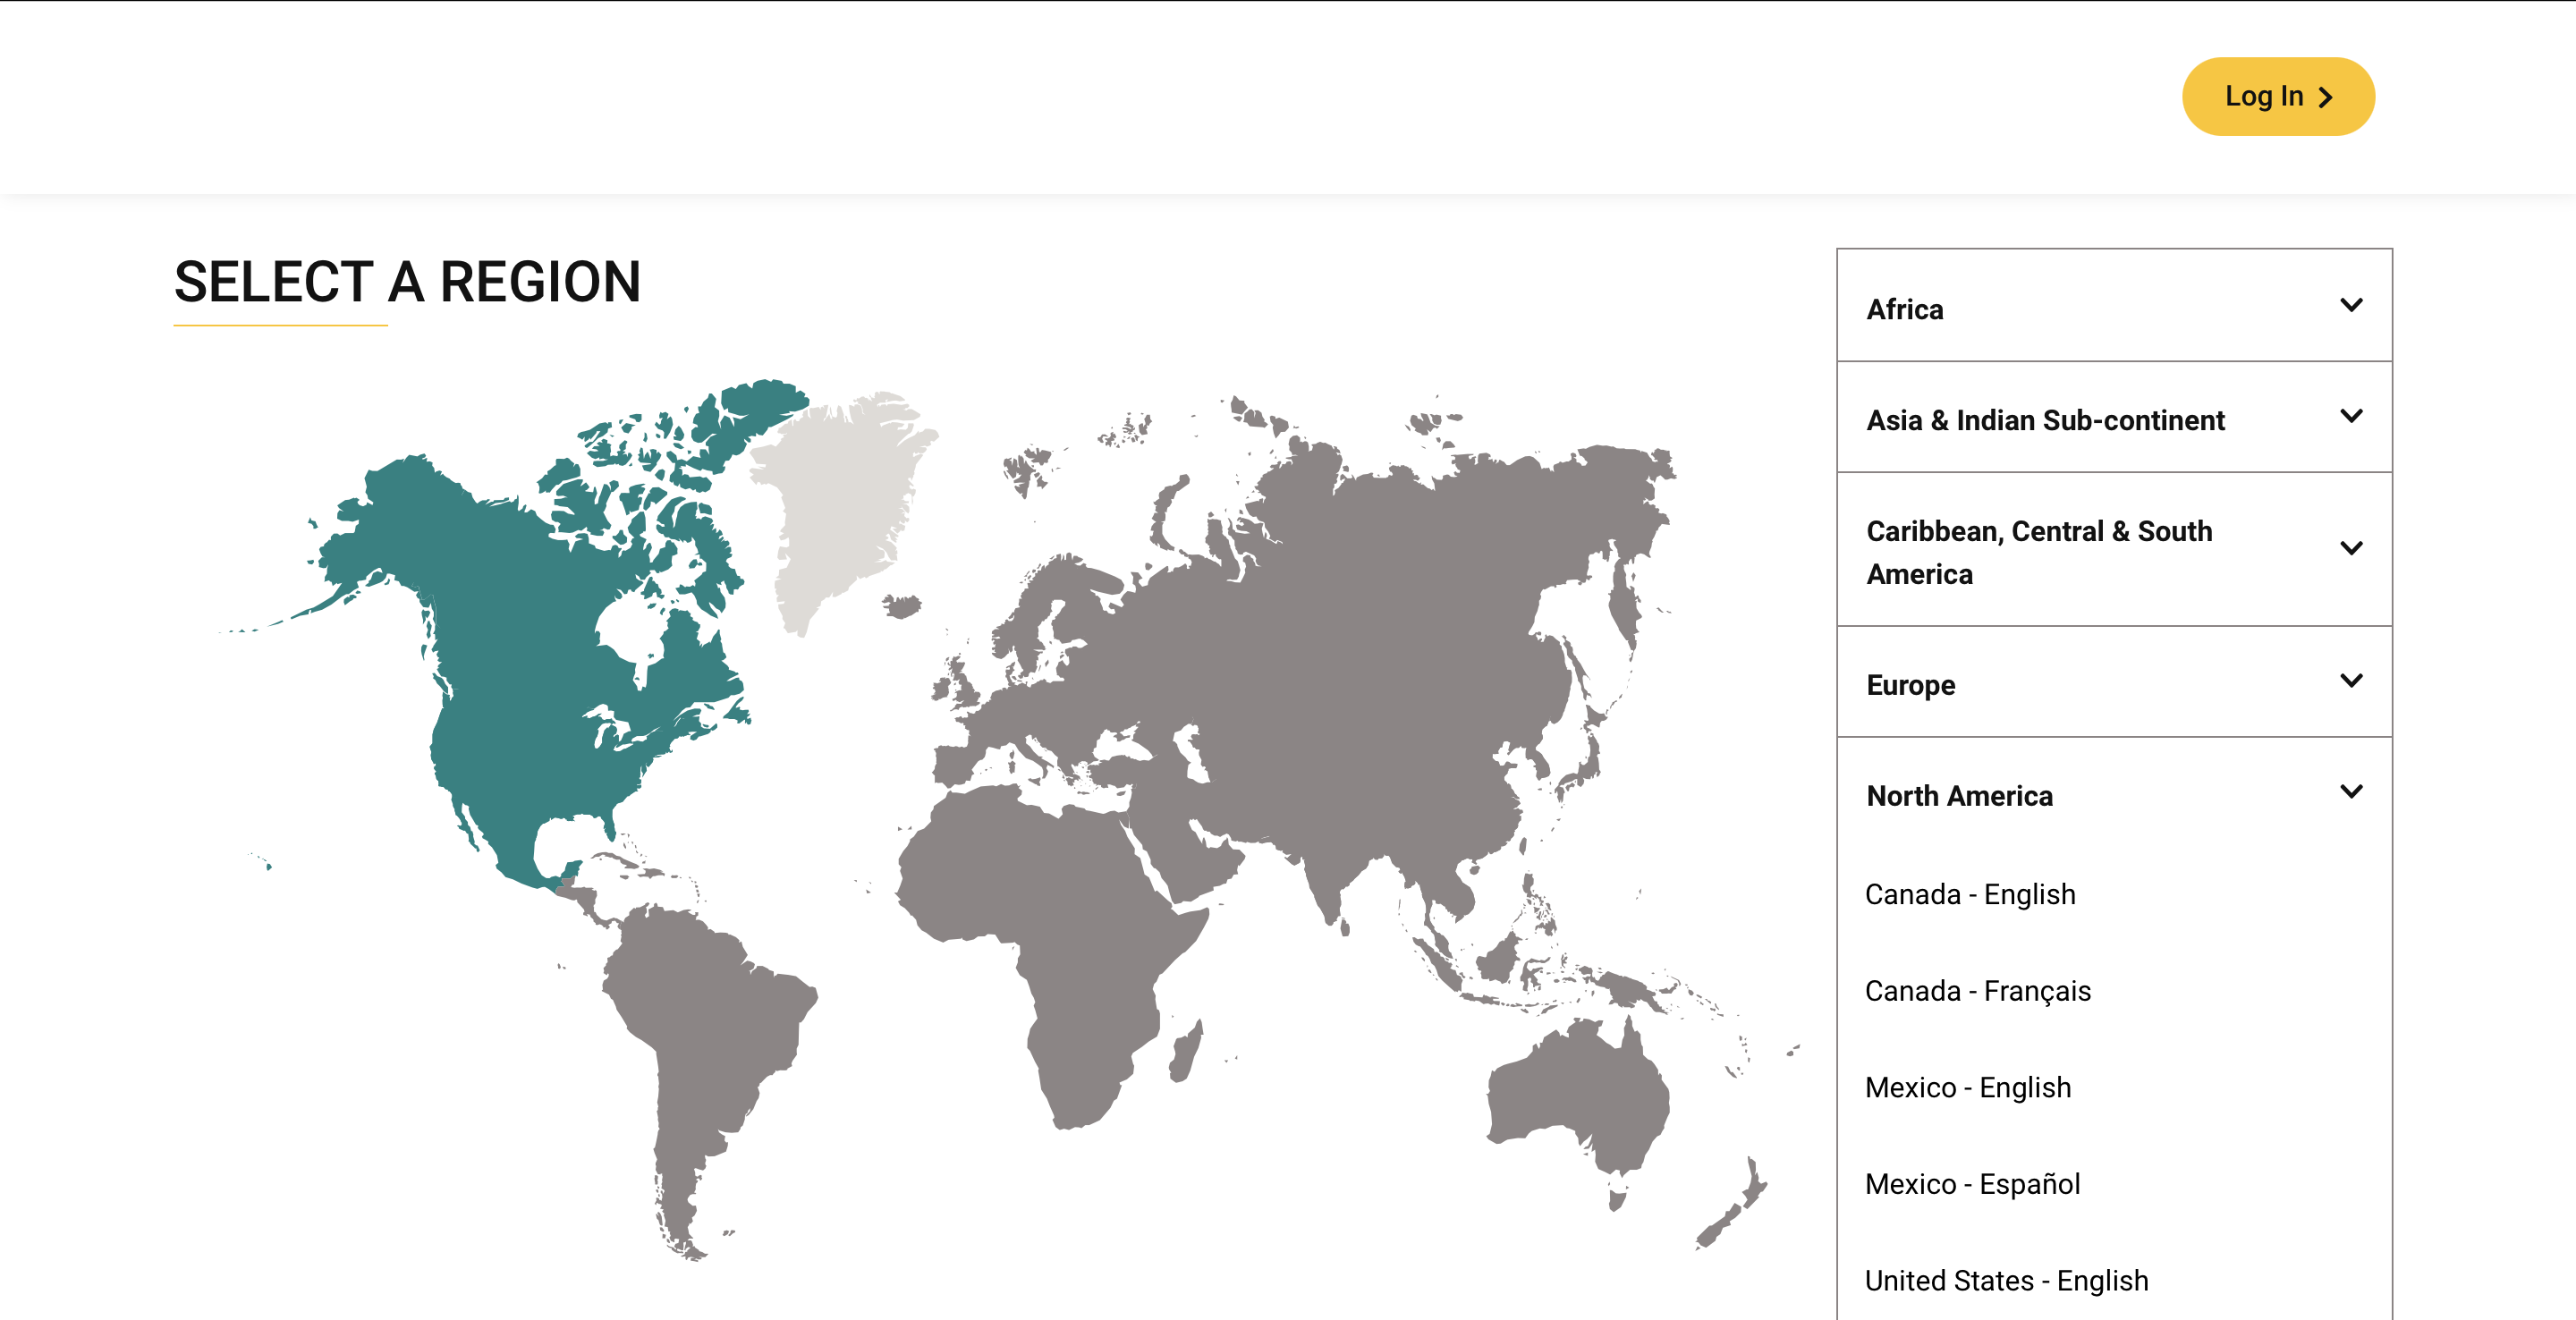 Log In
SELECT A REGION
Africa
Asia & Indian Sub-continent
Caribbean, Central & South
America
Europe
North America
Canada - English
Canada - Français
Mexico - English
Mexico - Español
United States - English